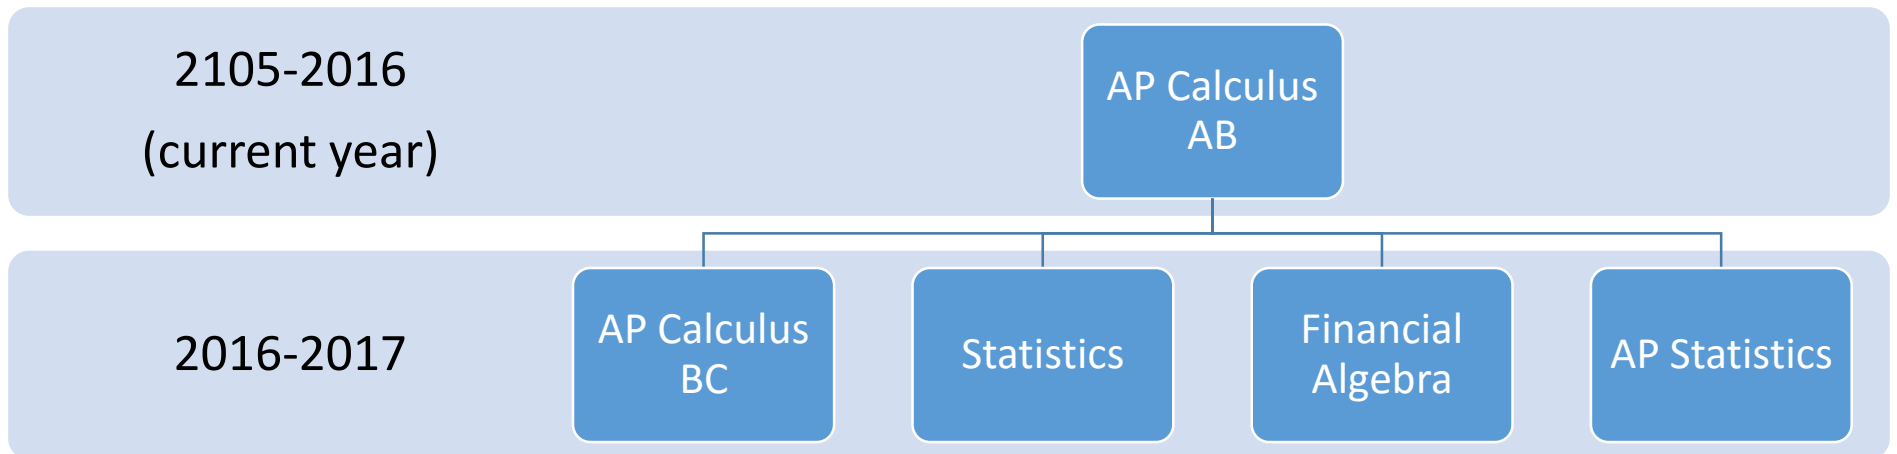 2105-2016
(current year)
AP Calculus
AB
2016-2017
AP Calculus
BC
Statistics
Financial
Algebra
AP Statistics